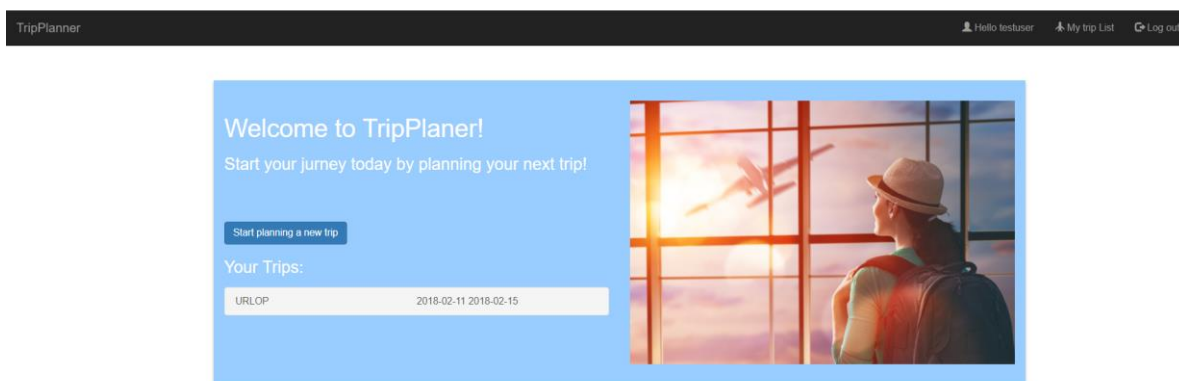 TripPlanner
Hello testuser
My trip List
Log out
Welcome to TripPlaner!
Start your jurney today by planning your next trip!
Start planning a new trip
Your Trips:
URLOP 2018-02-11 2018-02-15